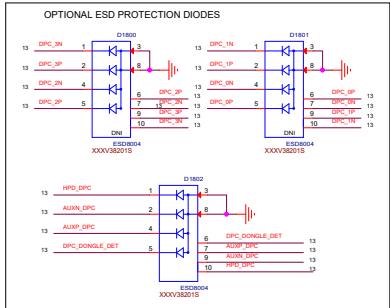 OPTIONAL ESD PROTECTION DIODES
D1800
13 DPC_3N 1 3
13 DPC_3P 2 8
13 DPC_2N 4
13 DPC_2P 5
6 DPC_2P 13
7 DPC_2N 13
9 DPC_3P 13
10 DPC_3N 13
DNI
ESD8004
XXXV38201S
D1801
13 DPC_1N 1 3
13 DPC_1P 2 8
13 DPC_0N 4
13 DPC_0P 5
6 DPC_0P 13
7 DPC_0N 13
9 DPC_1P 13
10 DPC_1N 13
DNI
ESD8004
XXXV38201S
D1802
13 HPD_DPC 1 3
13 AUXN_DPC 2 8
13 AUXP_DPC 4
13 DPC_DONGLE_DET 5
6 DPC_DONGLE_DET 13
7 AUXP_DPC 13
9 AUXN_DPC 13
10 HPD_DPC 13
ESD8004
XXXV38201S